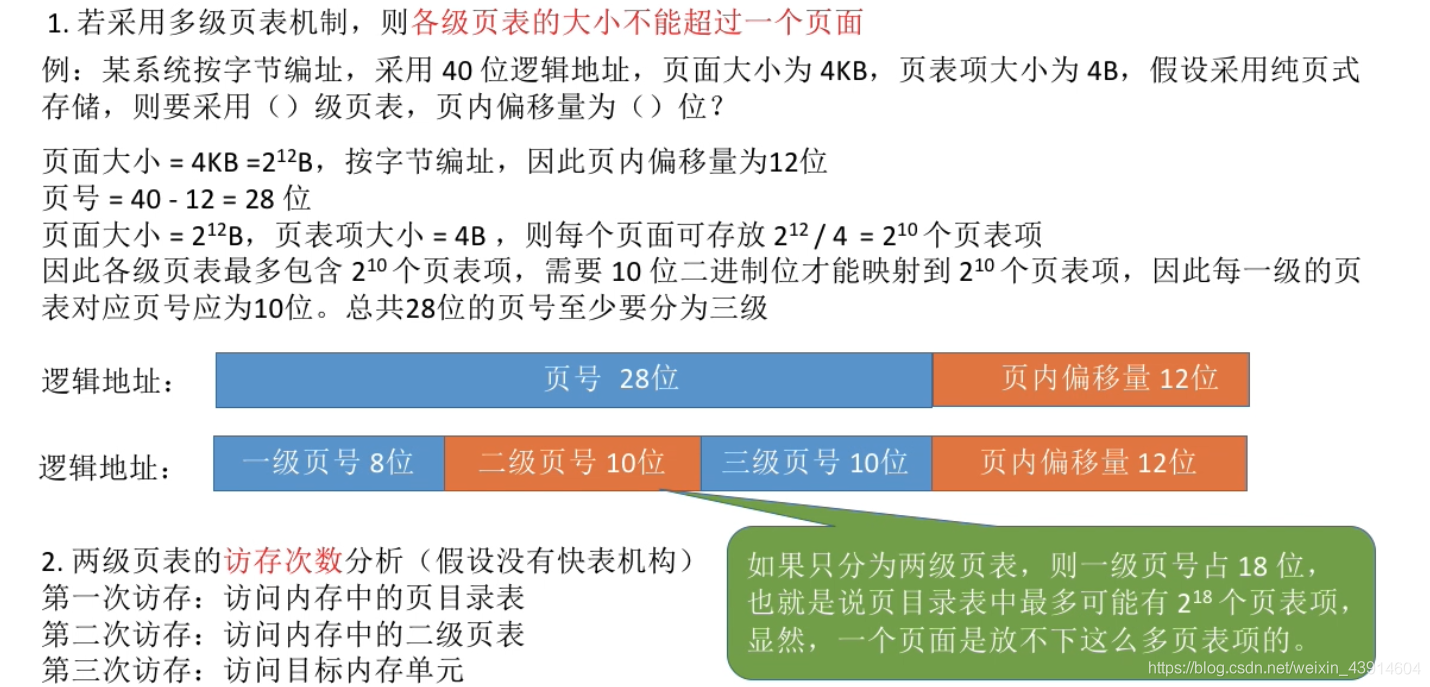 1. 若采用多级页表机制，则各级页表的大小不能超过一个页面
例：某系统按字节编址，采用 40 位逻辑地址，页面大小为 4KB，页表项大小为 4B，假设采用纯页式
存储，则要采用（）级页表，页内偏移量为（）位？
页面大小 = 4KB =2¹²B，按字节编址，因此页内偏移量为12位
页号 = 40 - 12 = 28 位
页面大小 = 2¹²B，页表项大小 = 4B ，则每个页面可存放 2¹² / 4 = 2¹⁰ 个页表项
因此各级页表最多包含 2¹⁰ 个页表项，需要 10 位二进制位才能映射到 2¹⁰ 个页表项，因此每一级的页
表对应页号应为10位。总共28位的页号至少要分为三级
逻辑地址： 页号 28位 页内偏移量 12位
逻辑地址： 一级页号 8位 二级页号 10位 三级页号 10位 页内偏移量 12位
2. 两级页表的访存次数分析（假设没有快表机构）
第一次访存：访问内存中的页目录表
第二次访存：访问内存中的二级页表
第三次访存：访问目标内存单元
如果只分为两级页表，则一级页号占 18 位，
也就是说页目录表中最多可能有 2¹⁸ 个页表项，
显然，一个页面是放不下这么多页表项的。
https://blog.csdn.net/weixin_43914604